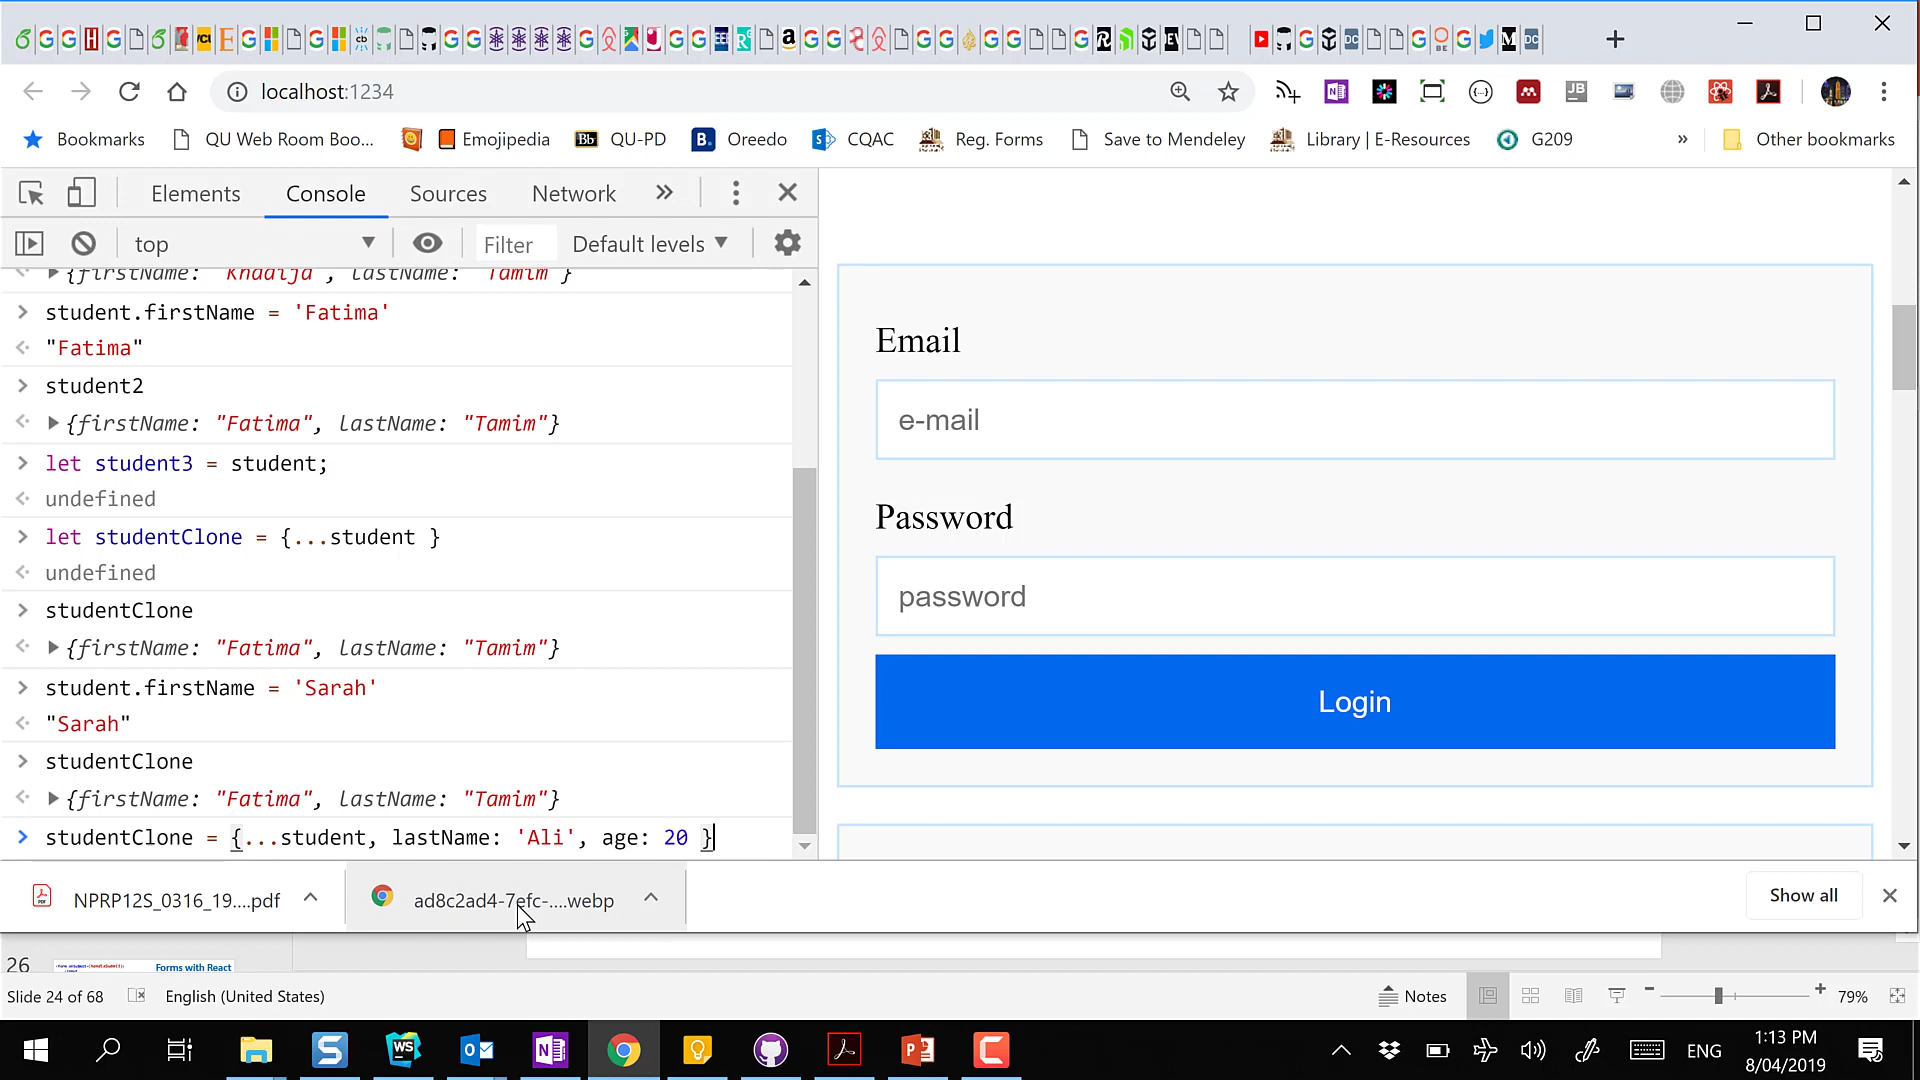 localhost:1234
Bookmarks
QU Web Room Boo...
Emojipedia
Bb
QU-PD
B.
Oreedo
CQAC
Reg. Forms
Save to Mendeley
Library | E-Resources
G209
»
Other bookmarks
Elements
Console
Sources
Network
»
top
Filter
Default levels
{firstName: "Khadija", lastName: "Tamim"}
student.firstName = 'Fatima'
"Fatima"
student2
{firstName: "Fatima", lastName: "Tamim"}
let student3 = student;
undefined
let studentClone = {...student }
undefined
studentClone
{firstName: "Fatima", lastName: "Tamim"}
student.firstName = 'Sarah'
"Sarah"
studentClone
{firstName: "Fatima", lastName: "Tamim"}
studentClone = {...student, lastName: 'Ali', age: 20 }
Email
e-mail
Password
password
Login
NPRP12S_0316_19....pdf
ad8c2ad4-7efc-....webp
Show all
26
Forms with React
Slide 24 of 68
English (United States)
Notes
79%
ENG
1:13 PM
8/04/2019